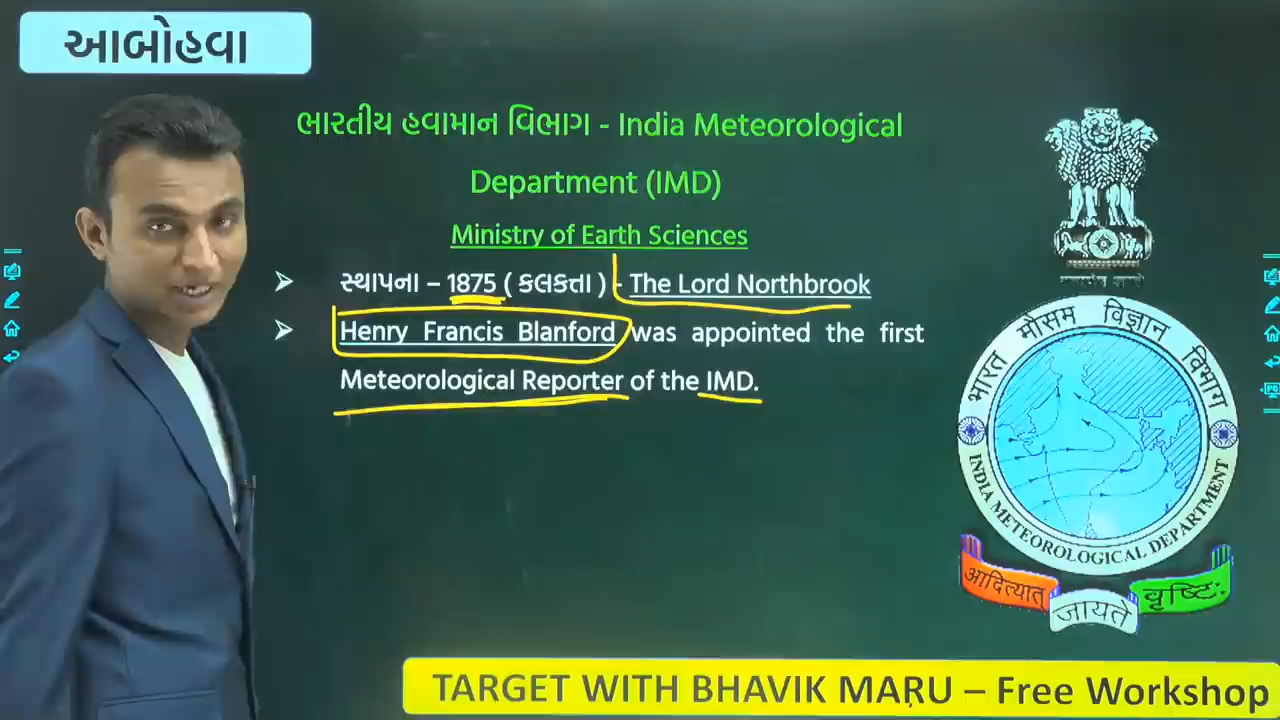 આબોહવા
ભારતીય હવામાન વિભાગ - India Meteorological
Department (IMD)
Ministry of Earth Sciences
➢ સ્થાપના – 1875 ( કલકત્તા ) - The Lord Northbrook
➢ Henry Francis Blanford was appointed the first
Meteorological Reporter of the IMD.
भारत मौसम विज्ञान विभाग
INDIA METEOROLOGICAL DEPARTMENT
आदित्यात्
जायते
वृष्टि:
TARGET WITH BHAVIK MARU – Free Workshop